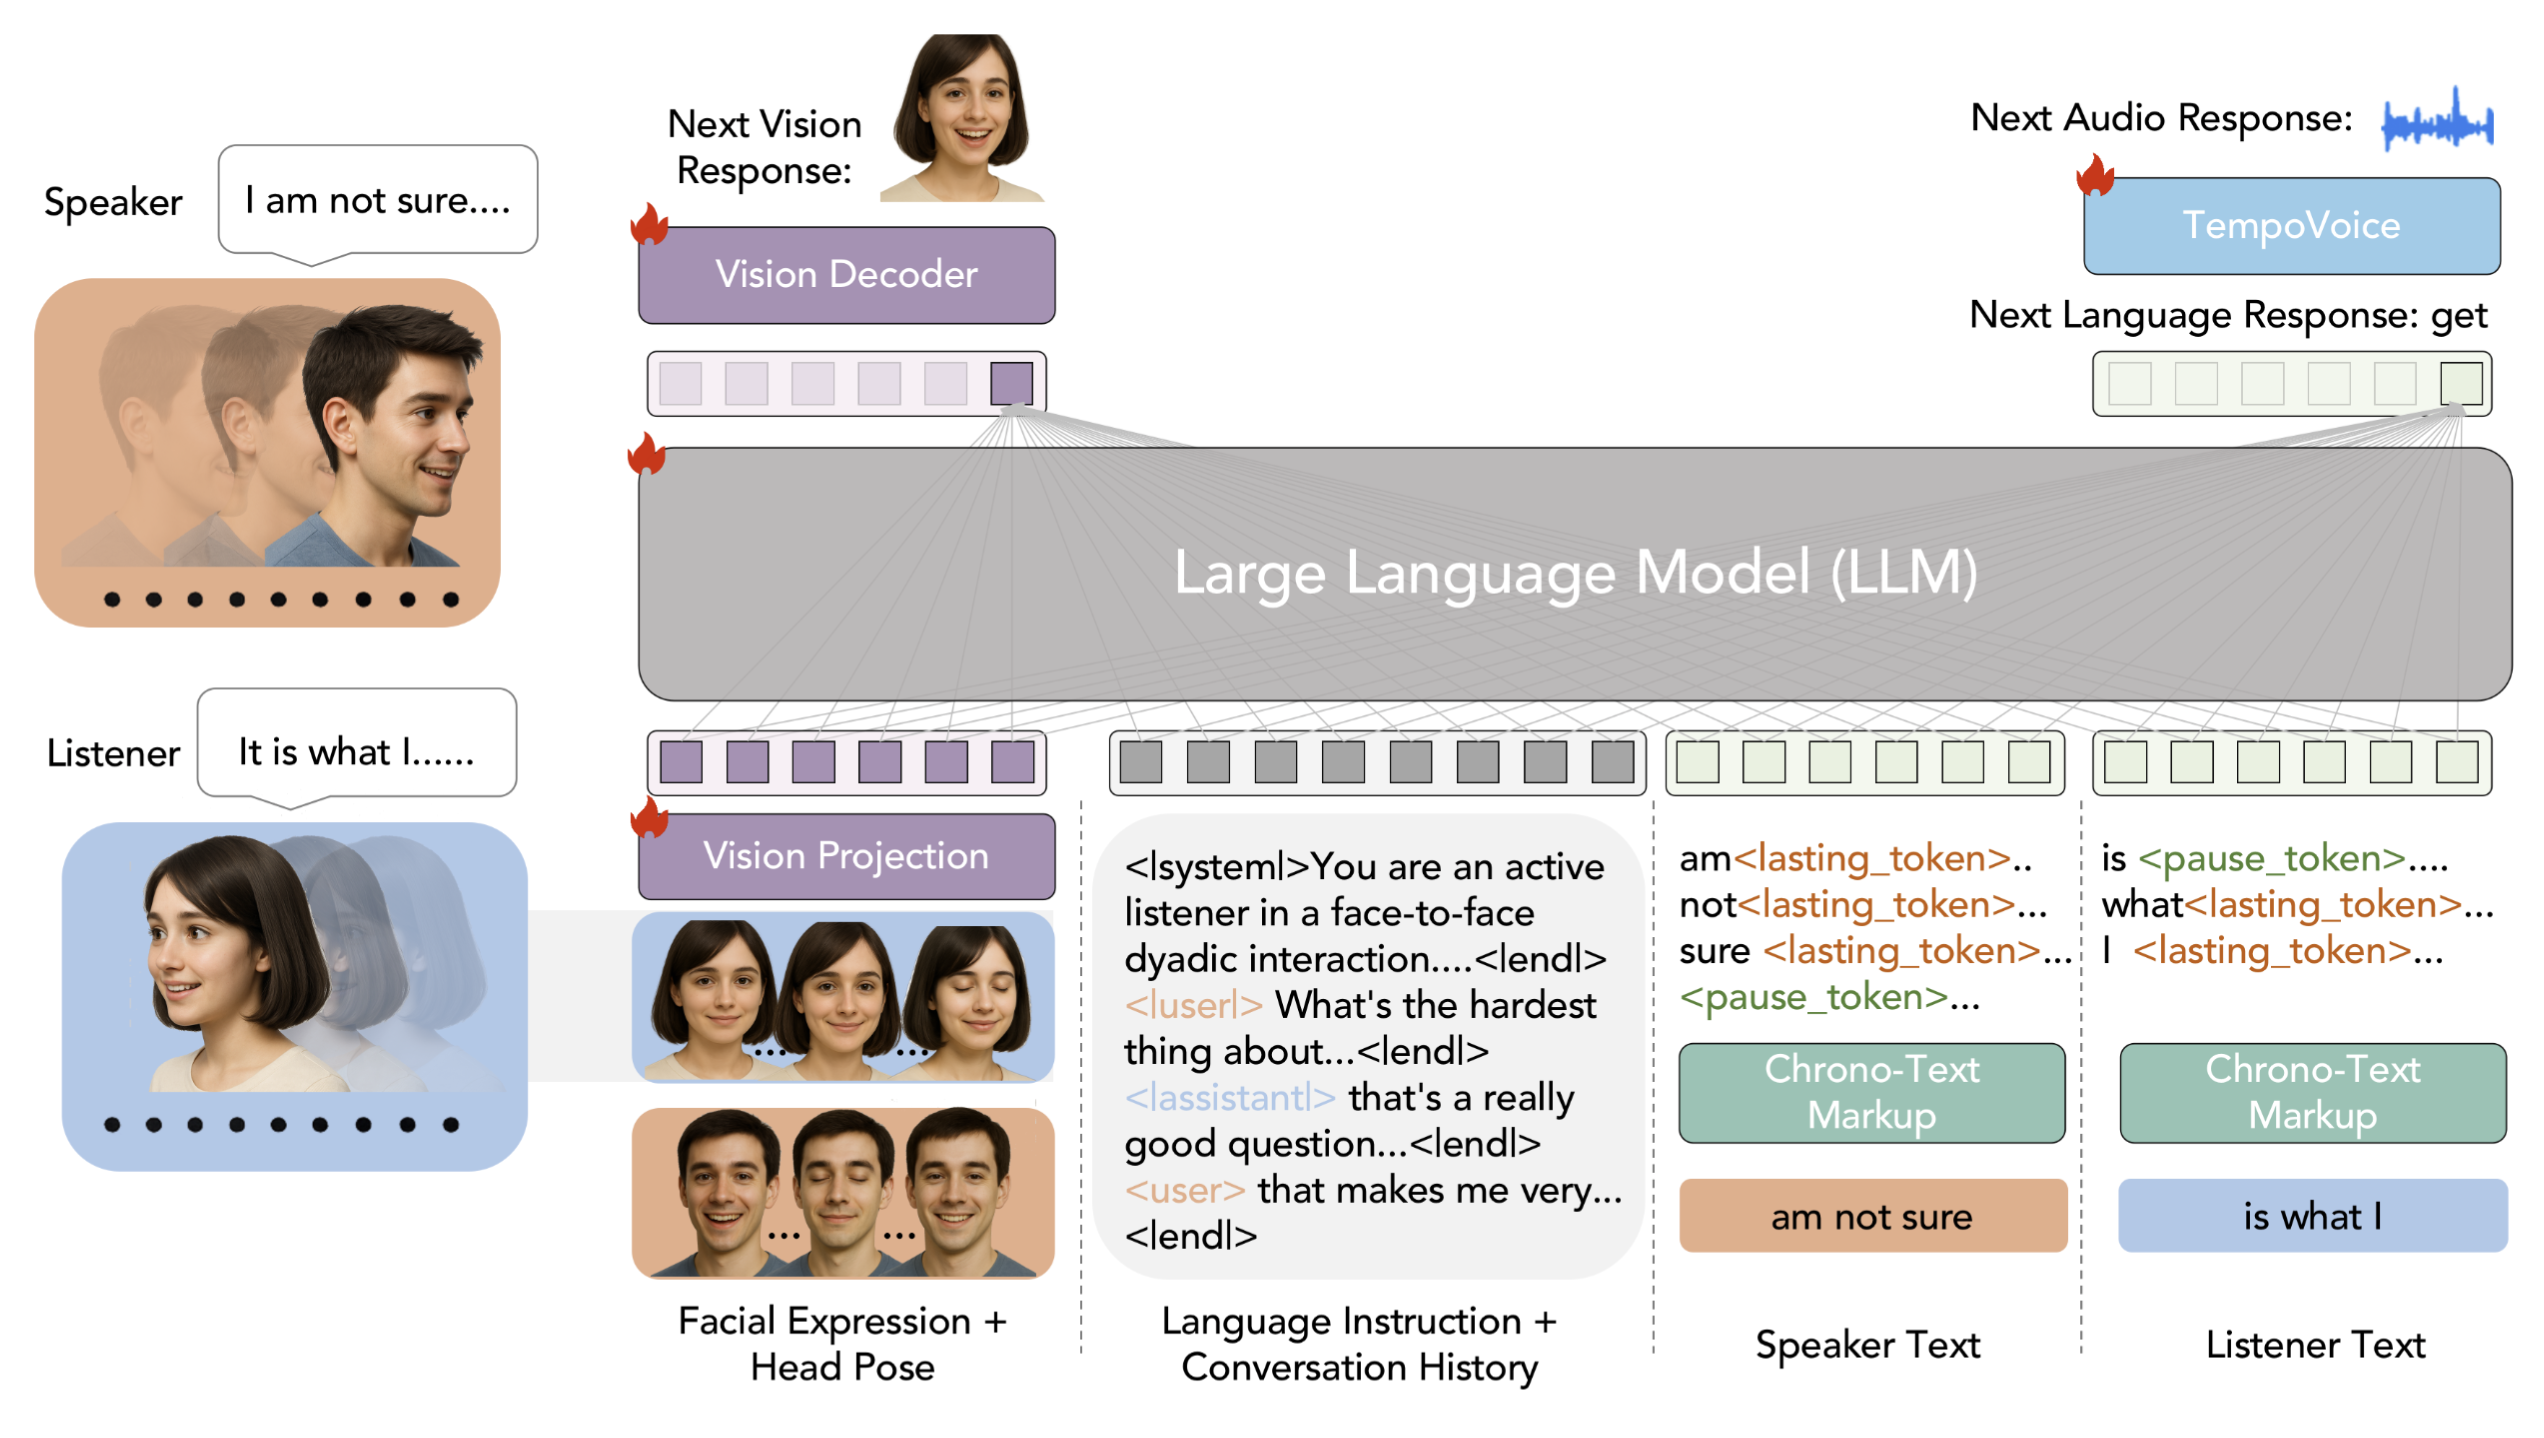 Speaker
I am not sure....
Listener
It is what I......
Next Vision
Response:
Vision Decoder
Next Audio Response:
TempoVoice
Next Language Response: get
Large Language Model (LLM)
Vision Projection
Facial Expression +
Head Pose
<|system|>You are an active
listener in a face-to-face
dyadic interaction....<|end|>
<|user|> What's the hardest
thing about...<|end|>
<|assistant|> that's a really
good question...<|end|>
<user> that makes me very...
<|end|>
Language Instruction +
Conversation History
am<lasting_token>..
not<lasting_token>...
sure <lasting_token>...
<pause_token>...
Chrono-Text
Markup
am not sure
Speaker Text
is <pause_token>....
what<lasting_token>...
I <lasting_token>...
Chrono-Text
Markup
is what I
Listener Text